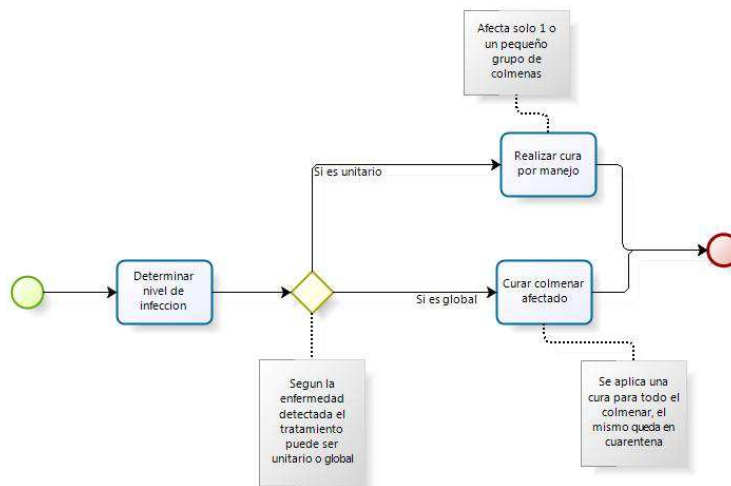 Afecta solo 1 o
un pequeño
grupo de
colmenas
Realizar cura
por manejo
Si es unitario
Determinar
nivel de
infeccion
Si es global
Curar colmenar
afectado
Segun la
enfermedad
detectada el
tratamiento
puede ser
unitario o global
Se aplica una
cura para todo el
colmenar, el
mismo queda en
cuarentena